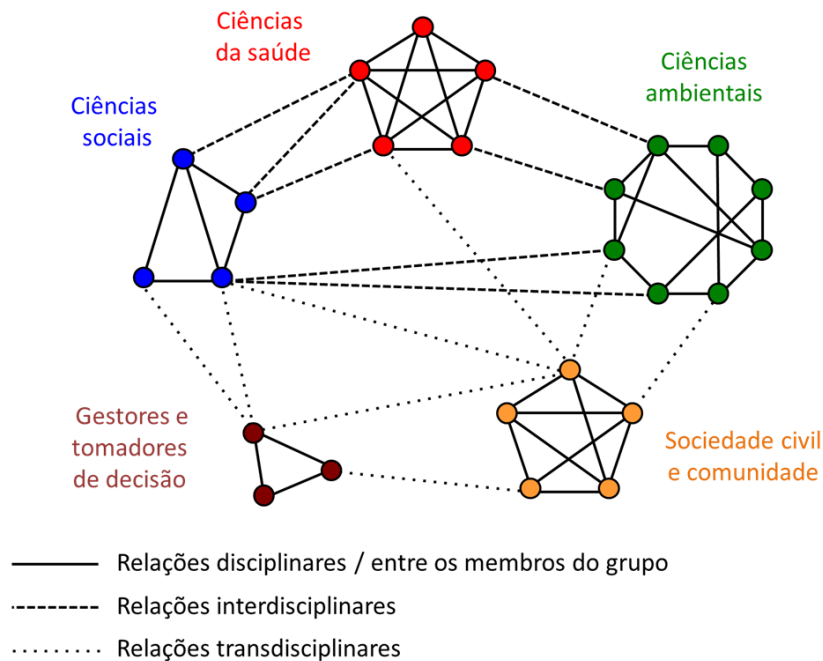 Ciências
da saúde
Ciências
ambientais
Ciências
sociais
Gestores e
tomadores
de decisão
Sociedade civil
e comunidade
Relações disciplinares / entre os membros do grupo
Relações interdisciplinares
Relações transdisciplinares